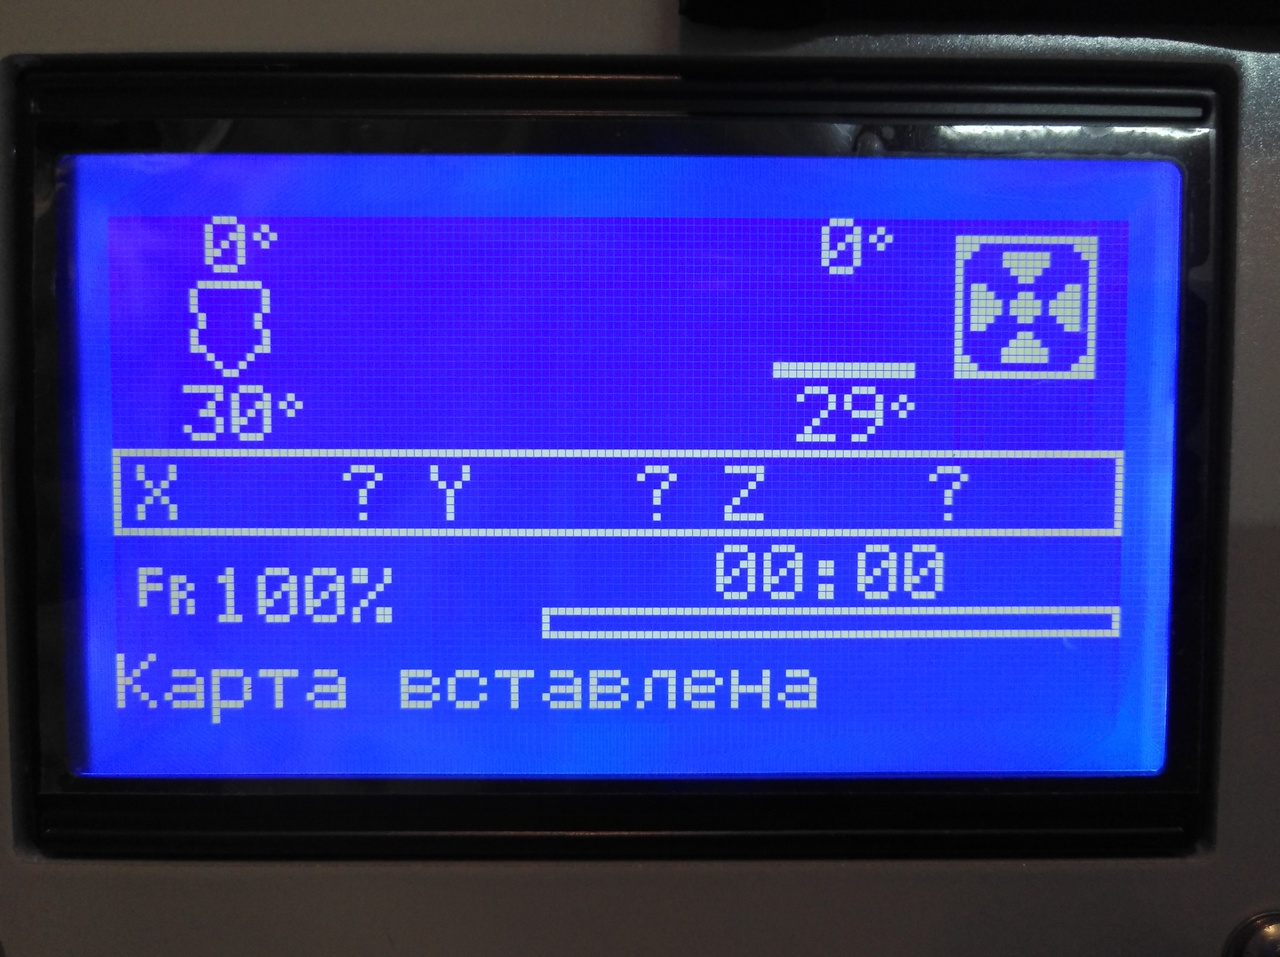 0° 0°
30° 29°
X ? Y ? Z ?
00:00
FR 100%
Карта вставлена